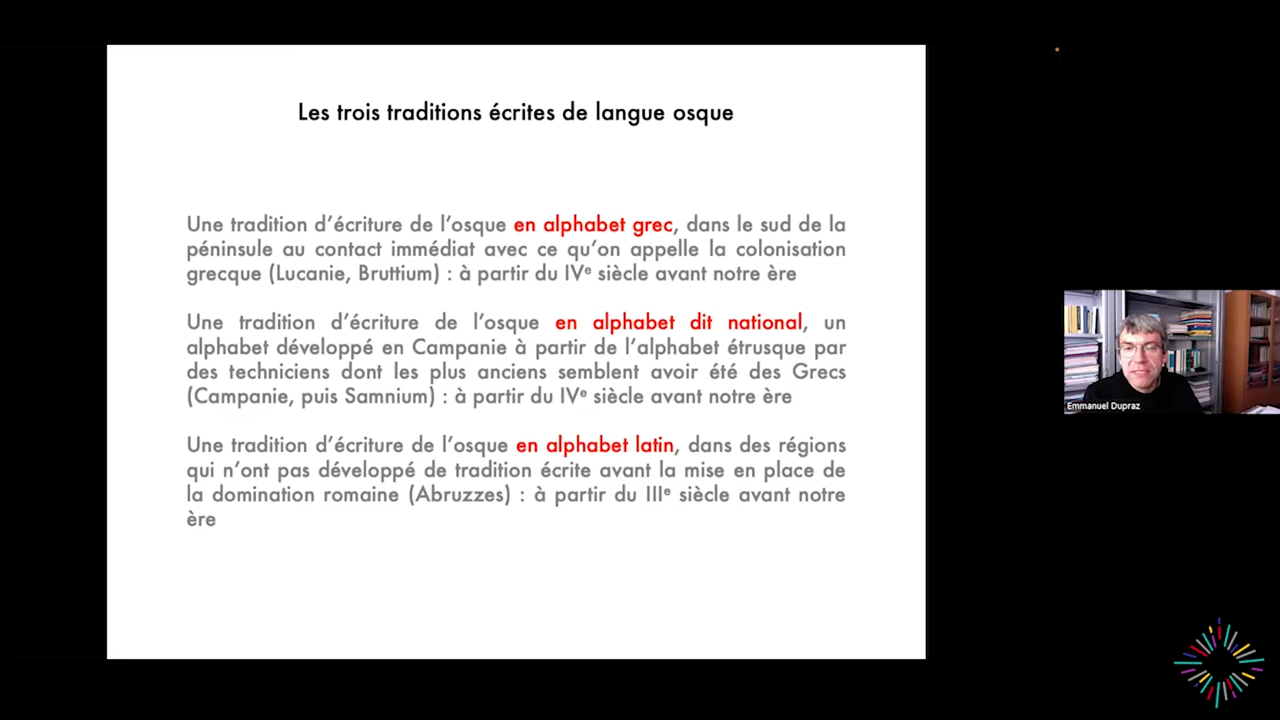 Les trois traditions écrites de langue osque
Une tradition d’écriture de l’osque en alphabet grec, dans le sud de la
péninsule au contact immédiat avec ce qu’on appelle la colonisation
grecque (Lucanie, Bruttium) : à partir du IVᵉ siècle avant notre ère
Une tradition d’écriture de l’osque en alphabet dit national, un
alphabet développé en Campanie à partir de l’alphabet étrusque par
des techniciens dont les plus anciens semblent avoir été des Grecs
(Campanie, puis Samnium) : à partir du IVᵉ siècle avant notre ère
Une tradition d’écriture de l’osque en alphabet latin, dans des régions
qui n’ont pas développé de tradition écrite avant la mise en place de
la domination romaine (Abruzzes) : à partir du IIIᵉ siècle avant notre
ère
Emmanuel Dupraz